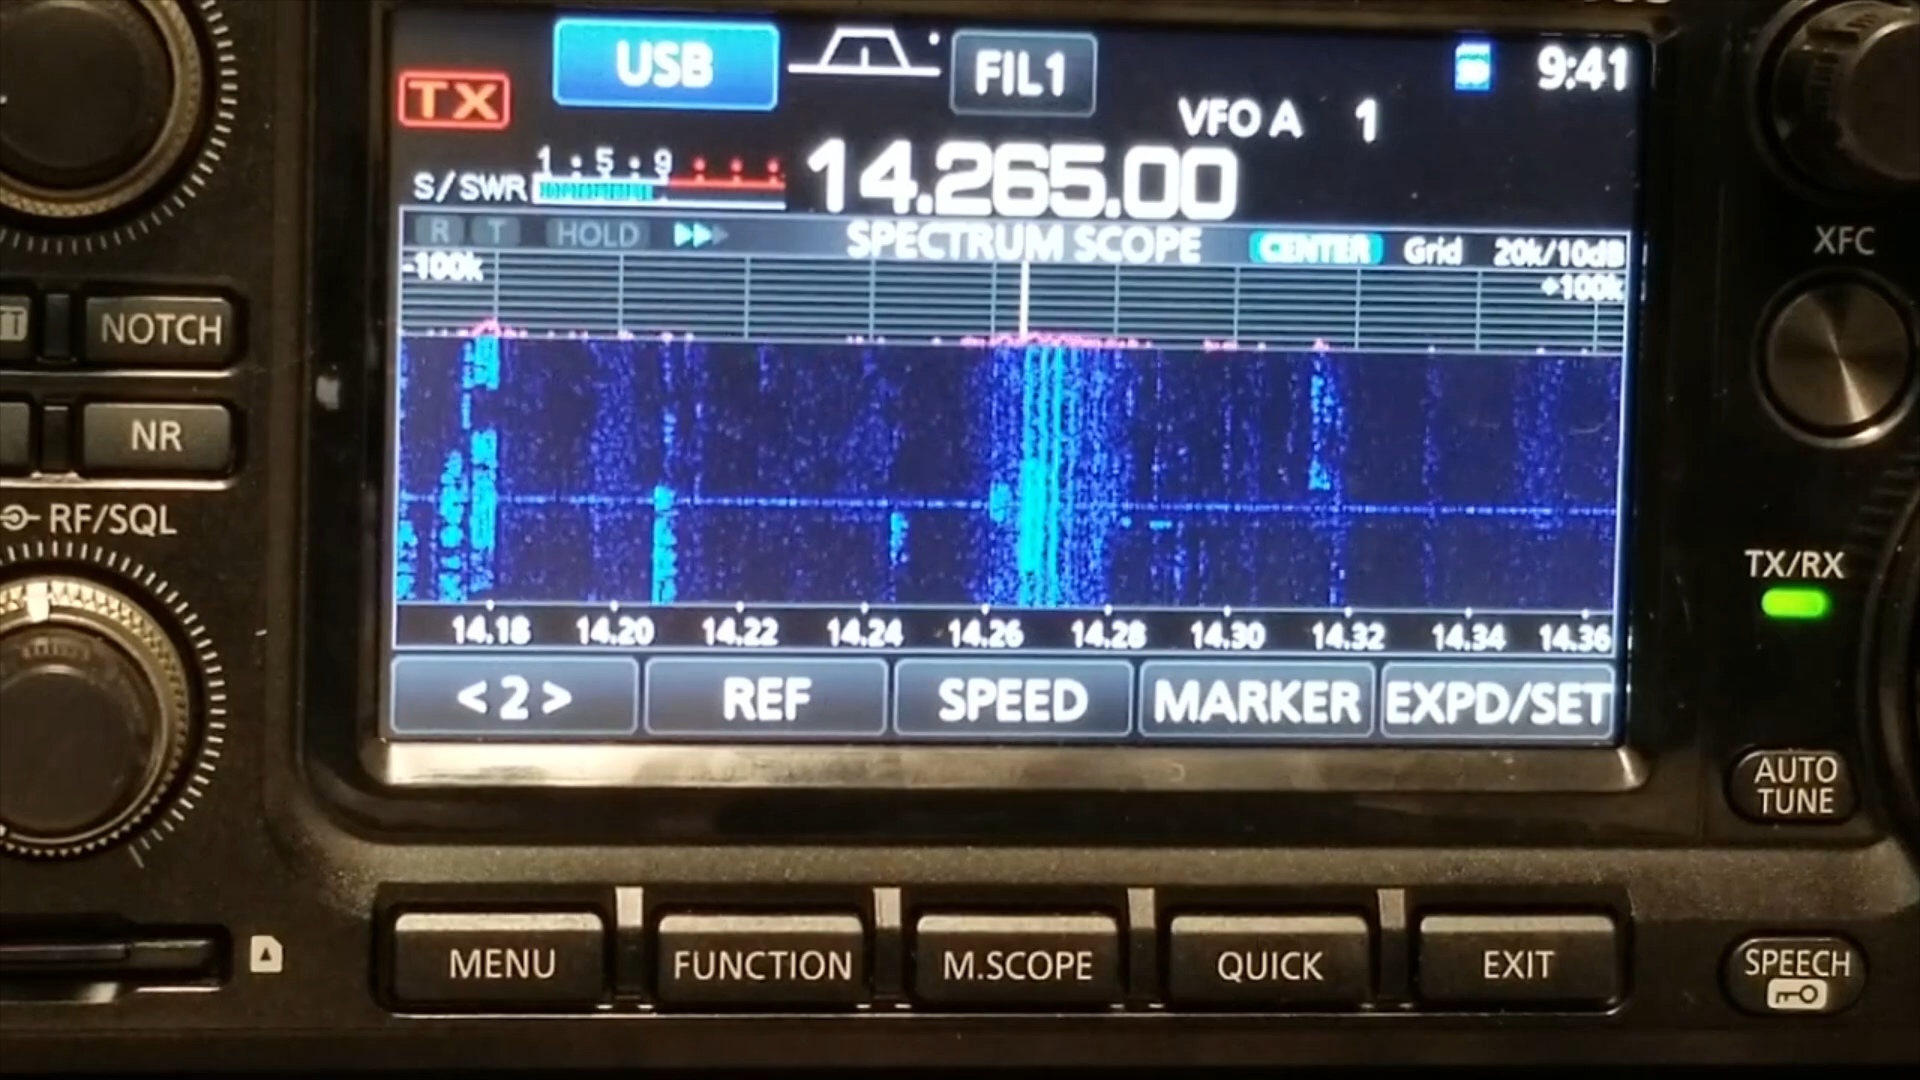 USB FIL1 9:41
TX
VFO A 1
1 5 9
S/SWR 14.265.00
R T HOLD SPECTRUM SCOPE CENTER Grid 20k/10dB
-100k +100k
14.18 14.20 14.22 14.24 14.26 14.28 14.30 14.32 14.34 14.36
<2> REF SPEED MARKER EXPD/SET
NOTCH
NR
RF/SQL
XFC
TX/RX
AUTO
TUNE
MENU FUNCTION M.SCOPE QUICK EXIT
SPEECH